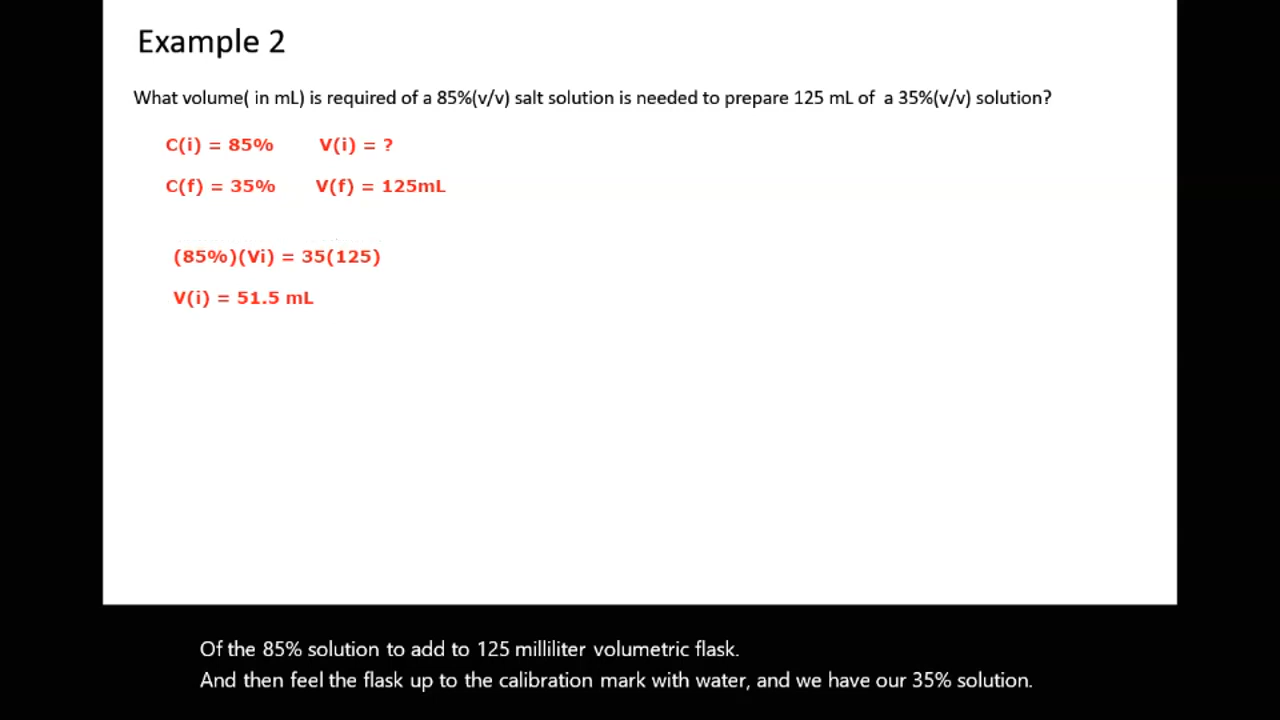 Example 2
What volume( in mL) is required of a 85%(v/v) salt solution is needed to prepare 125 mL of  a 35%(v/v) solution?
C(i) = 85%  V(i) = ?
C(f) = 35%  V(f) = 125mL
(85%)(Vi) = 35(125)
V(i) = 51.5 mL
Of the 85% solution to add to 125 milliliter volumetric flask.
And then feel the flask up to the calibration mark with water, and we have our 35% solution.